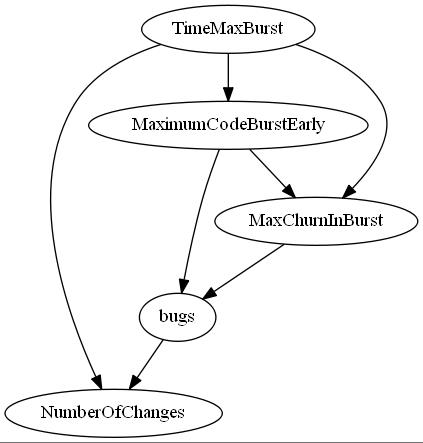 TimeMaxBurst
MaximumCodeBurstEarly
MaxChurnInBurst
bugs
NumberOfChanges